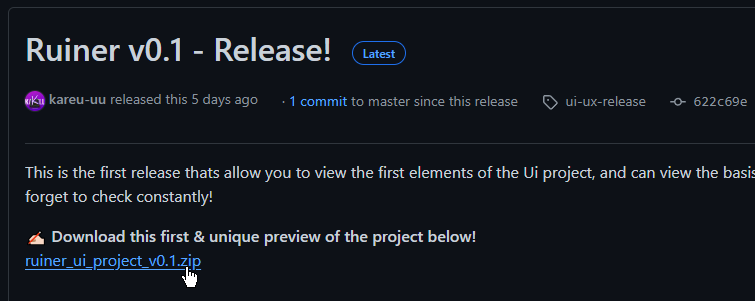 Ruiner v0.1 - Release! Latest
kareu-uu released this 5 days ago · 1 commit to master since this release ui-ux-release 622c69e
This is the first release thats allow you to view the first elements of the Ui project, and can view the basis
forget to check constantly!
Download this first & unique preview of the project below!
ruiner_ui_project_v0.1.zip